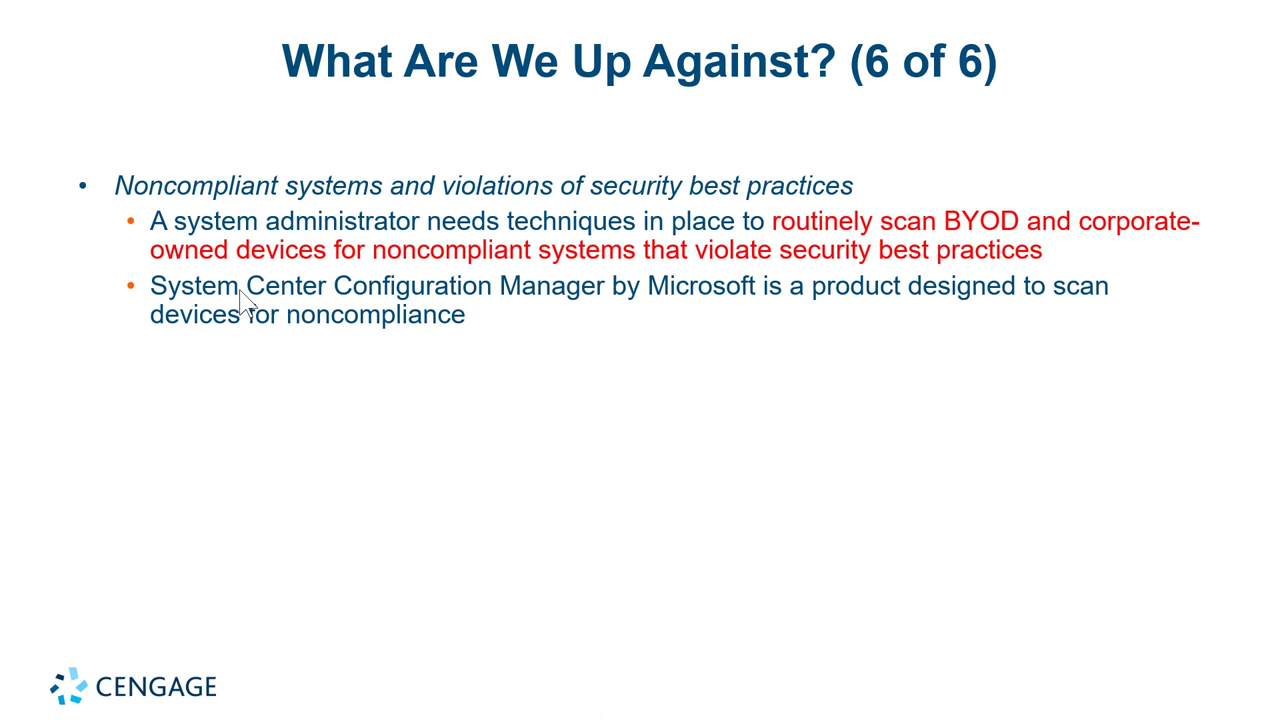 What Are We Up Against? (6 of 6)
• Noncompliant systems and violations of security best practices
• A system administrator needs techniques in place to routinely scan BYOD and corporate-
owned devices for noncompliant systems that violate security best practices
• System Center Configuration Manager by Microsoft is a product designed to scan
devices for noncompliance
CENGAGE